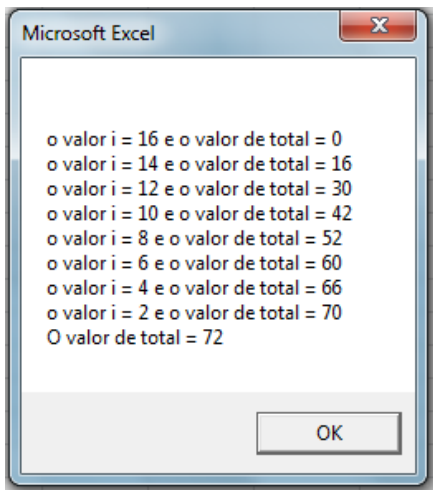 Microsoft Excel
o valor i = 16 e o valor de total = 0
o valor i = 14 e o valor de total = 16
o valor i = 12 e o valor de total = 30
o valor i = 10 e o valor de total = 42
o valor i = 8 e o valor de total = 52
o valor i = 6 e o valor de total = 60
o valor i = 4 e o valor de total = 66
o valor i = 2 e o valor de total = 70
O valor de total = 72
OK